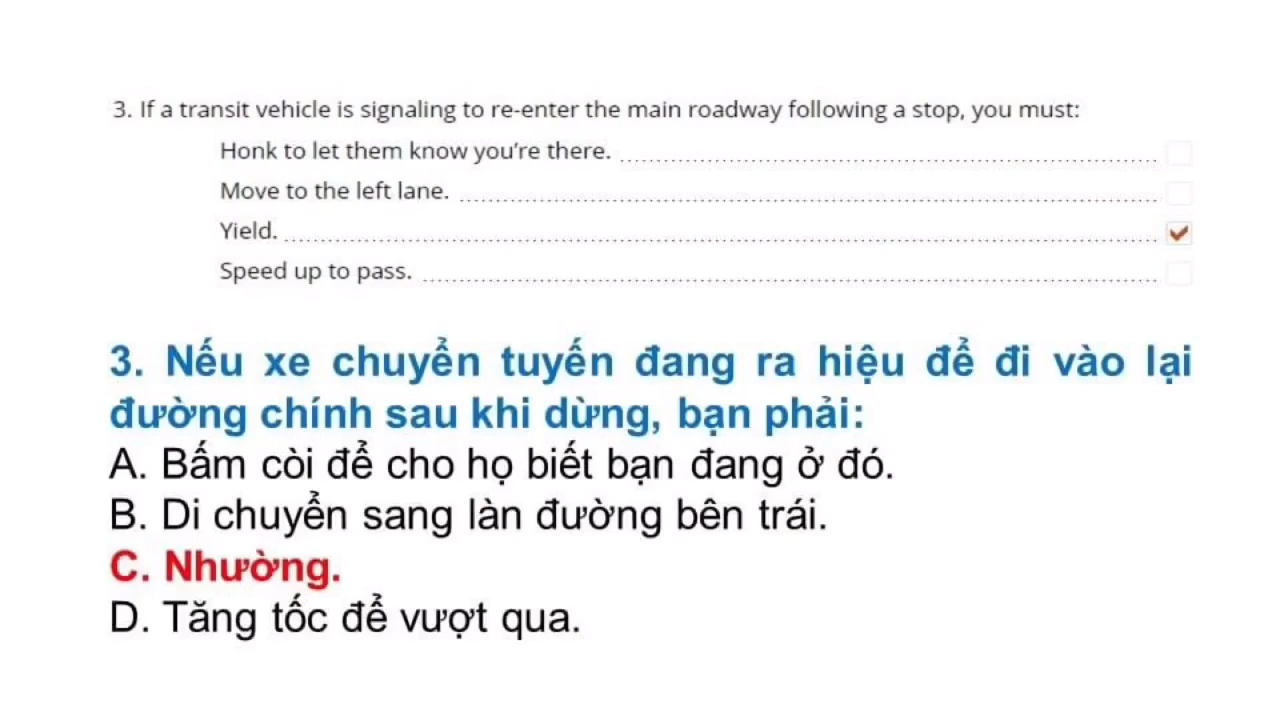 3. If a transit vehicle is signaling to re-enter the main roadway following a stop, you must:
Honk to let them know you're there.
Move to the left lane.
Yield.
Speed up to pass.
3. Nếu xe chuyển tuyến đang ra hiệu để đi vào lại
đường chính sau khi dừng, bạn phải:
A. Bấm còi để cho họ biết bạn đang ở đó.
B. Di chuyển sang làn đường bên trái.
C. Nhường.
D. Tăng tốc để vượt qua.